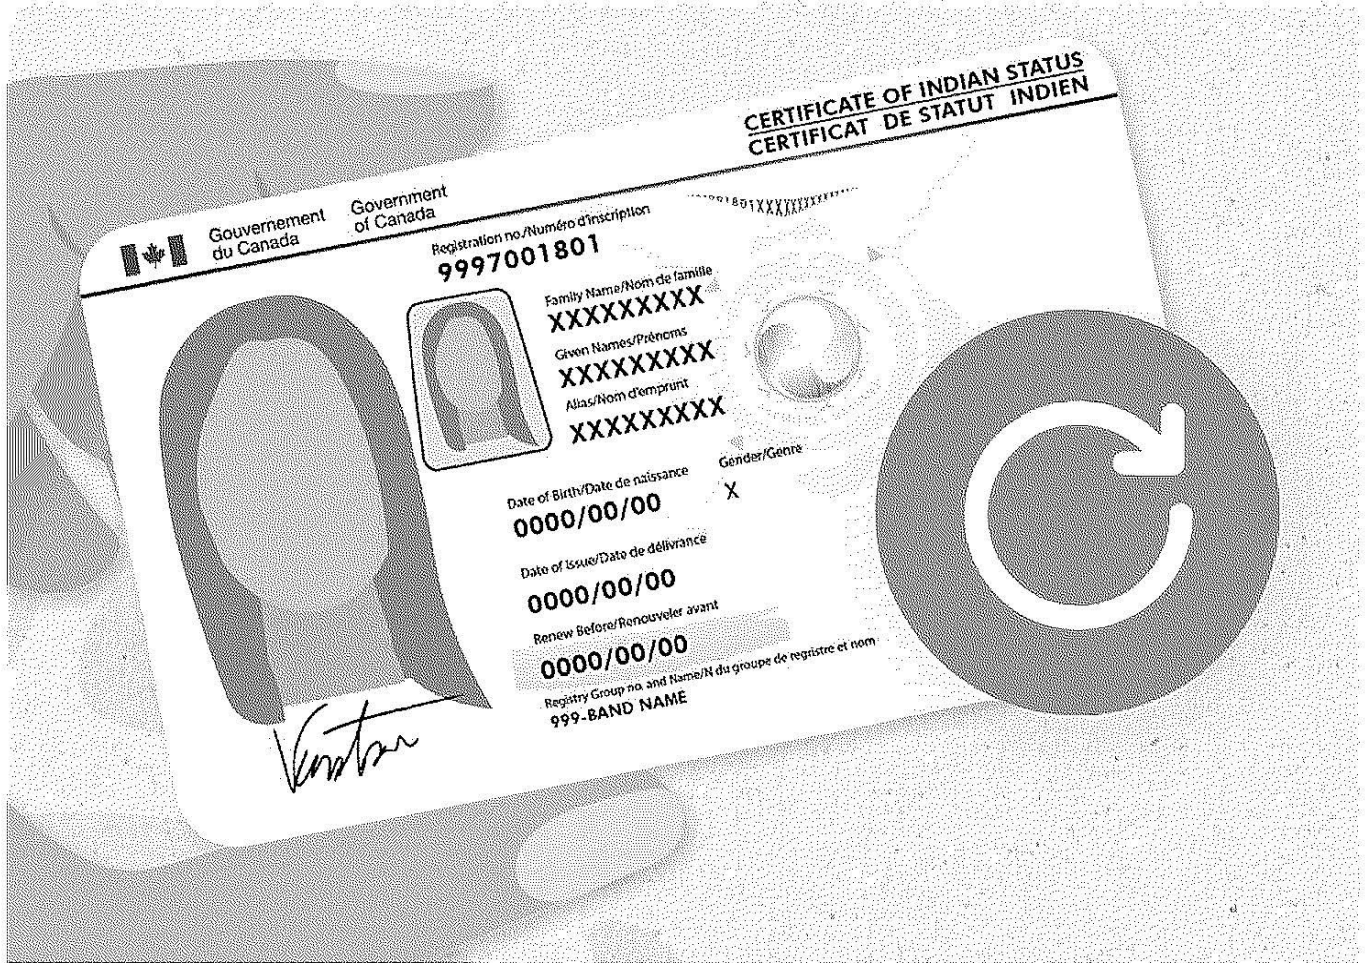 CERTIFICATE OF INDIAN STATUS
CERTIFICAT DE STATUT INDIEN
Gouvernement
du Canada
Government
of Canada
Registration no./Numéro d'inscription
9997001801
Family Name/Nom de famille
XXXXXXXXX
Given Names/Prénoms
XXXXXXXXX
Alias/Nom d'emprunt
XXXXXXXXX
Date of Birth/Date de naissance
0000/00/00
Gender/Genre
X
Date of Issue/Date de délivrance
0000/00/00
Renew Before/Renouveler avant
0000/00/00
Registry Group no. and Name/N du groupe de registre et nom
999-BAND NAME